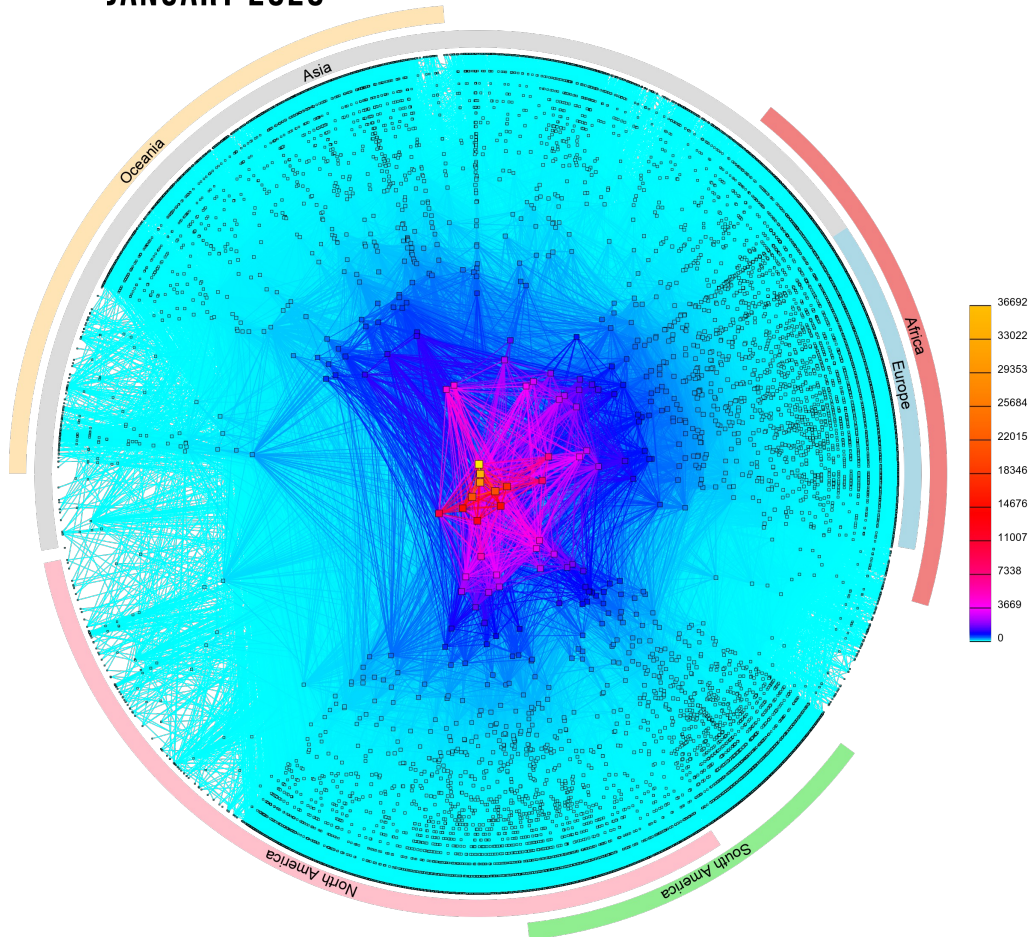 Asia
Oceania
Africa
Europe
36692
33022
29353
25684
22015
18346
14676
11007
7338
3669
0
North America
South America